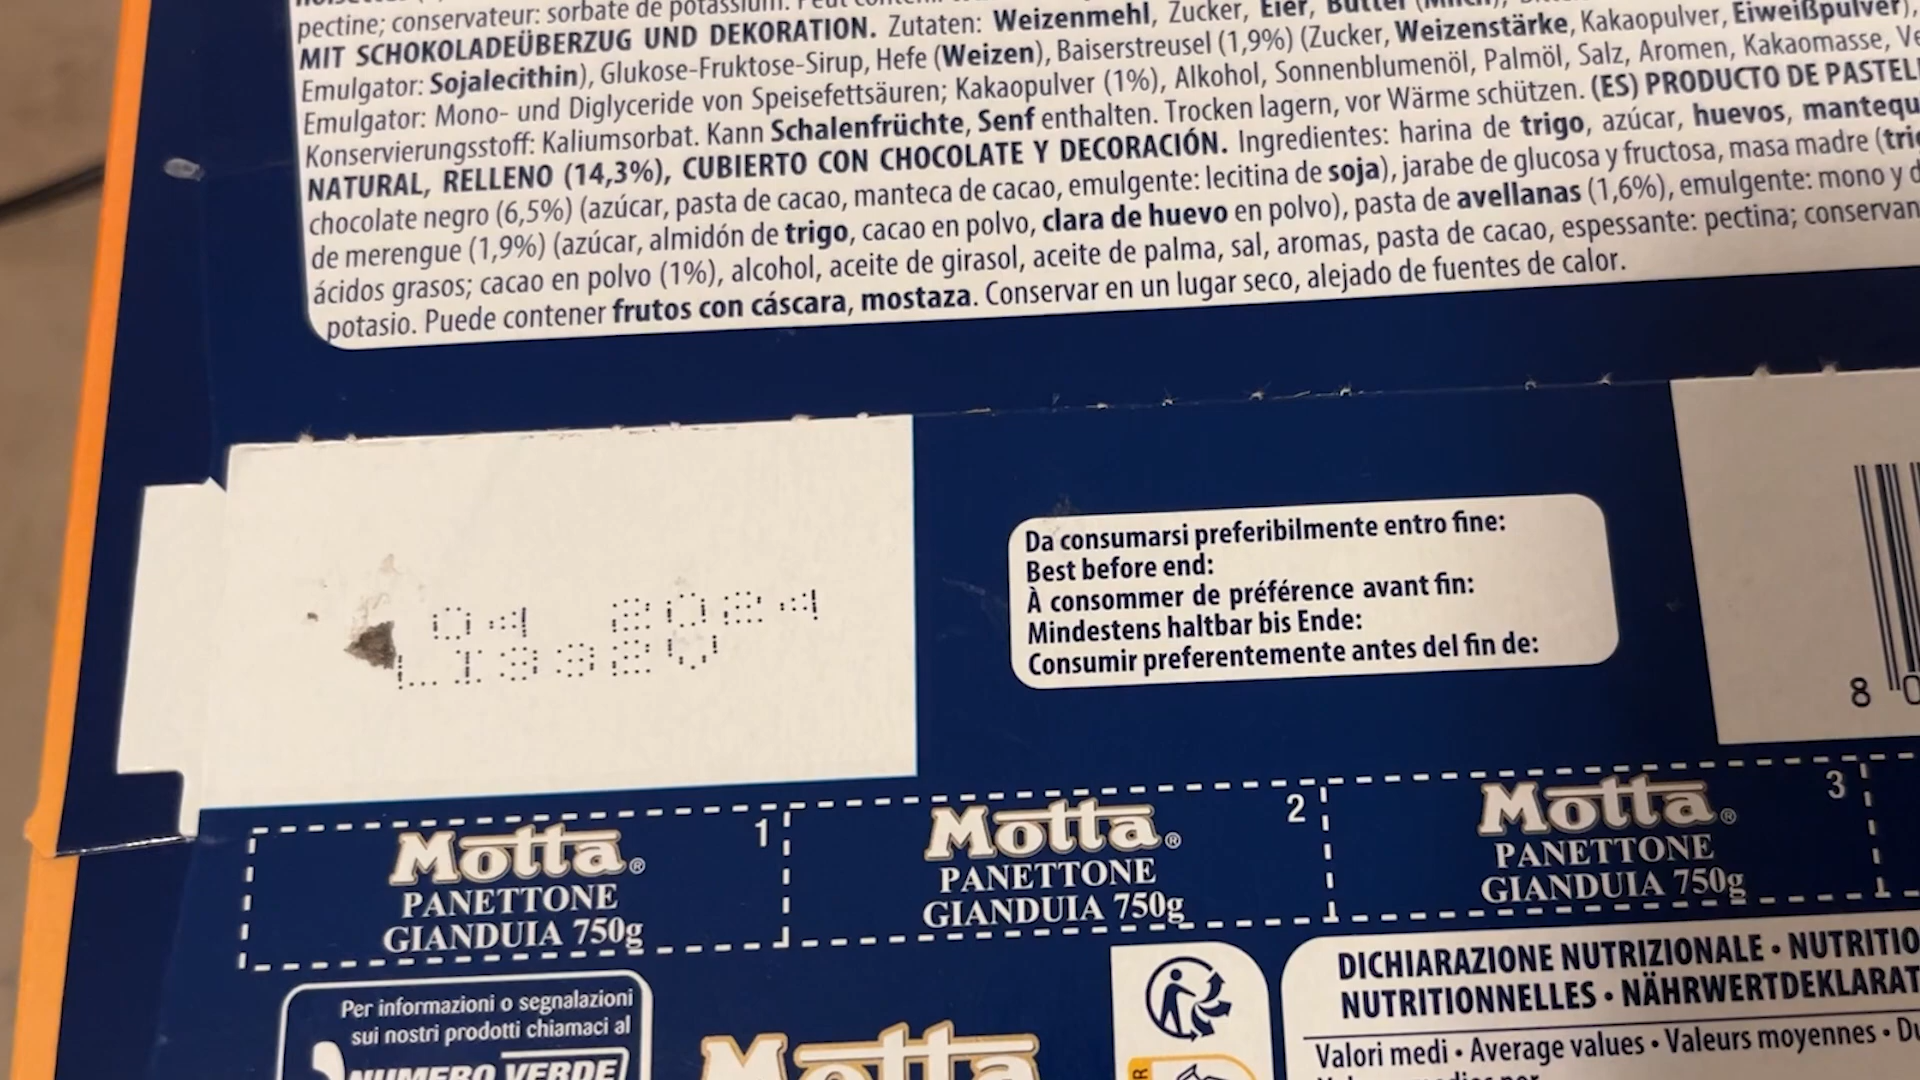 pectine; conservateur: sorbate de potassium. Peut
MIT SCHOKOLADEÜBERZUG UND DEKORATION. Zutaten: Weizenmehl, Zucker, Eier, Butter
Emulgator: Sojalecithin), Glukose-Fruktose-Sirup, Hefe (Weizen), Baiserstreusel (1,9%) (Zucker, Weizenstärke, Kakaopulver, Eiweißpulver),
Emulgator: Mono- und Diglyceride von Speisefettsäuren; Kakaopulver (1%), Alkohol, Sonnenblumenöl, Palmöl, Salz, Aromen, Kakaomasse,
Konservierungsstoff: Kaliumsorbat. Kann Schalenfrüchte, Senf enthalten. Trocken lagern, vor Wärme schützen. (ES) PRODUCTO DE
NATURAL, RELLENO (14,3%), CUBIERTO CON CHOCOLATE Y DECORACIÓN. Ingredientes: harina de trigo, azúcar, huevos,
chocolate negro (6,5%) (azúcar, pasta de cacao, manteca de cacao, emulgente: lecitina de soja), jarabe de glucosa y fructosa, masa madre
de merengue (1,9%) (azúcar, almidón de trigo, cacao en polvo, clara de huevo en polvo), pasta de avellanas (1,6%), emulgente: mono y
ácidos grasos; cacao en polvo (1%), alcohol, aceite de girasol, aceite de palma, sal, aromas, pasta de cacao, espessante: pectina;
potasio. Puede contener frutos con cáscara, mostaza. Conservar en un lugar seco, alejado de fuentes de calor.
04 2024
Da consumarsi preferibilmente entro fine:
Best before end:
À consommer de préférence avant fin:
Mindestens haltbar bis Ende:
Consumir preferentemente antes del fin de:
8 0
1
Motta®
PANETTONE
GIANDUIA 750g
2
Motta®
PANETTONE
GIANDUIA 750g
3
Motta®
PANETTONE
GIANDUIA 750g
Per informazioni o segnalazioni
sui nostri prodotti chiamaci al
NUMERO VERDE
Motta
DICHIARAZIONE NUTRIZIONALE •
NUTRITIONNELLES •
Valori medi • Average values • Valeurs moyennes •